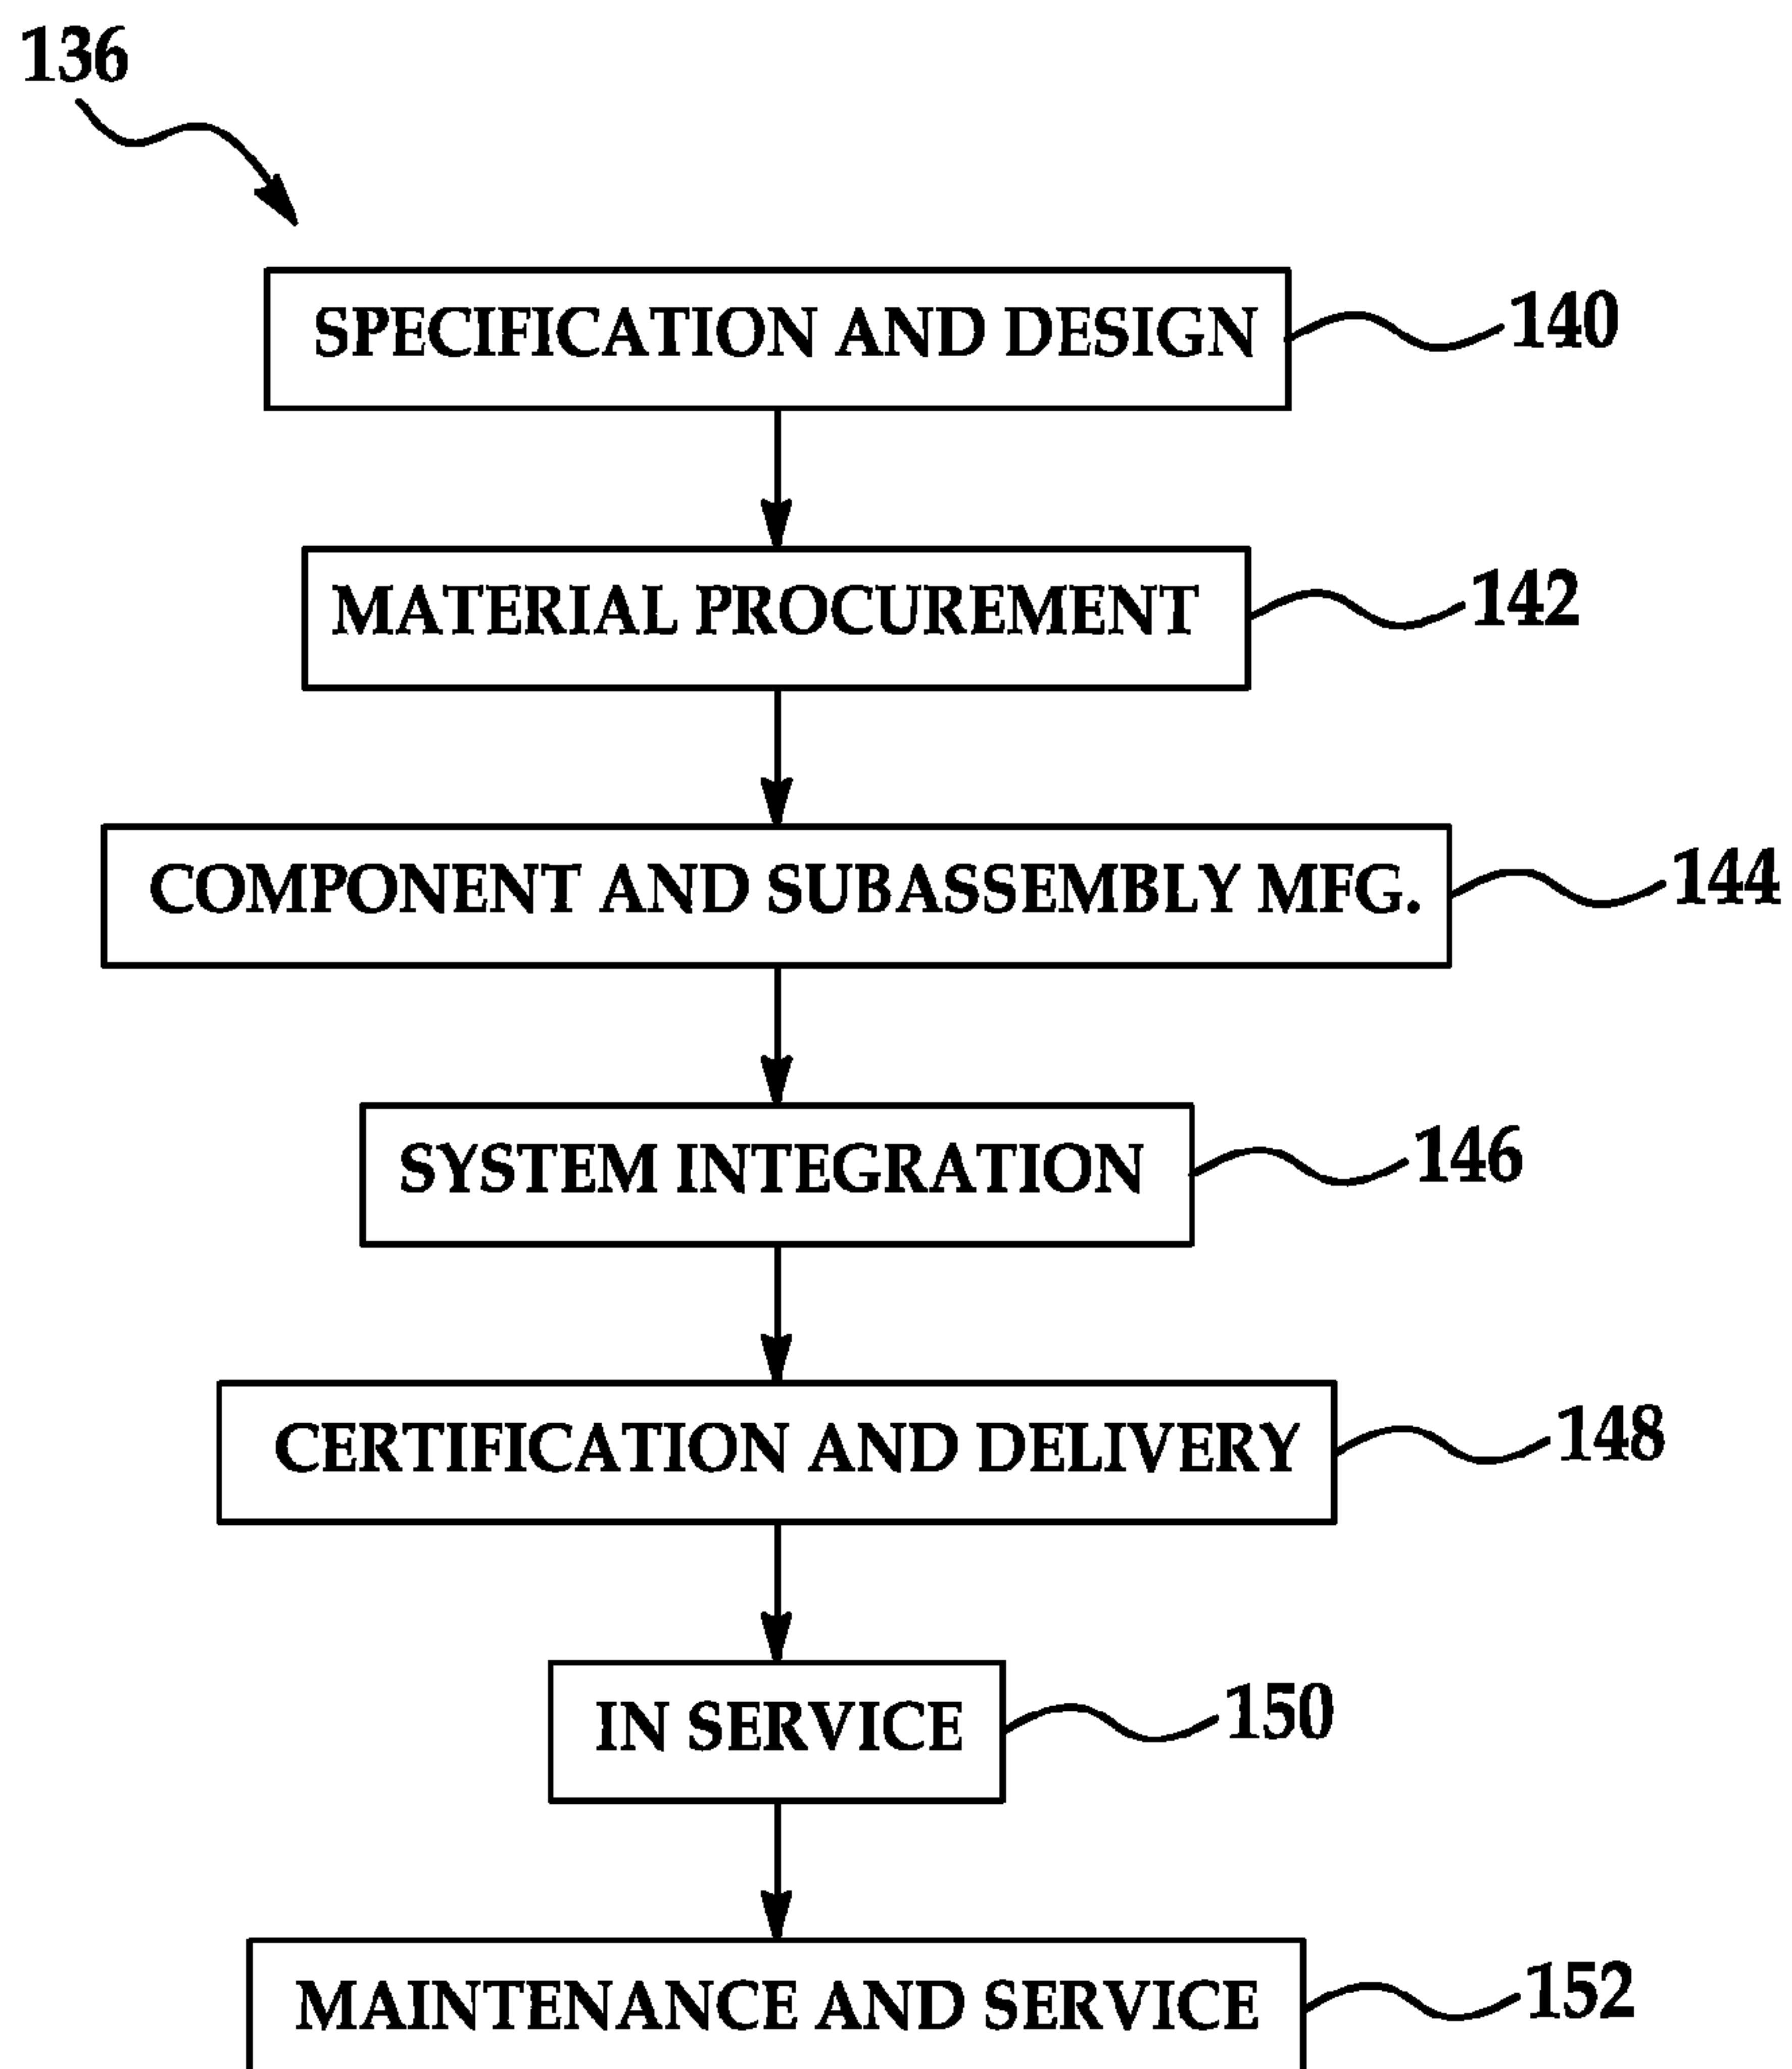 136
SPECIFICATION AND DESIGN 140
MATERIAL PROCUREMENT 142
COMPONENT AND SUBASSEMBLY MFG. 144
SYSTEM INTEGRATION 146
CERTIFICATION AND DELIVERY 148
IN SERVICE 150
MAINTENANCE AND SERVICE 152